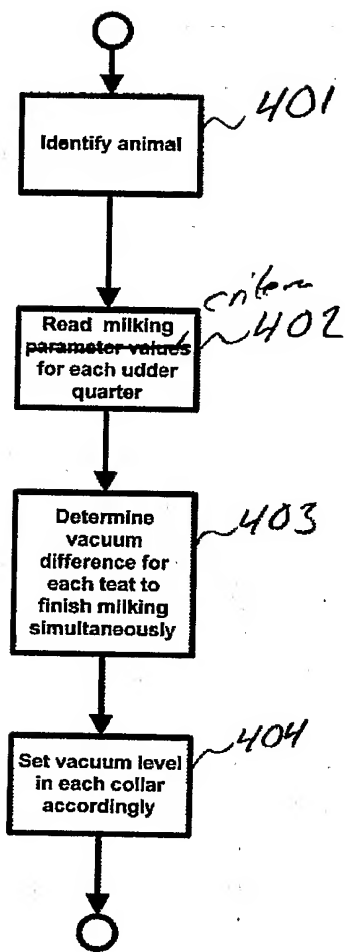 401
Identify animal
criteria
Read milking
parameter values
for each udder
quarter
402
Determine
vacuum
difference for
each teat to
finish milking
simultaneously
403
Set vacuum level
in each collar
accordingly
404